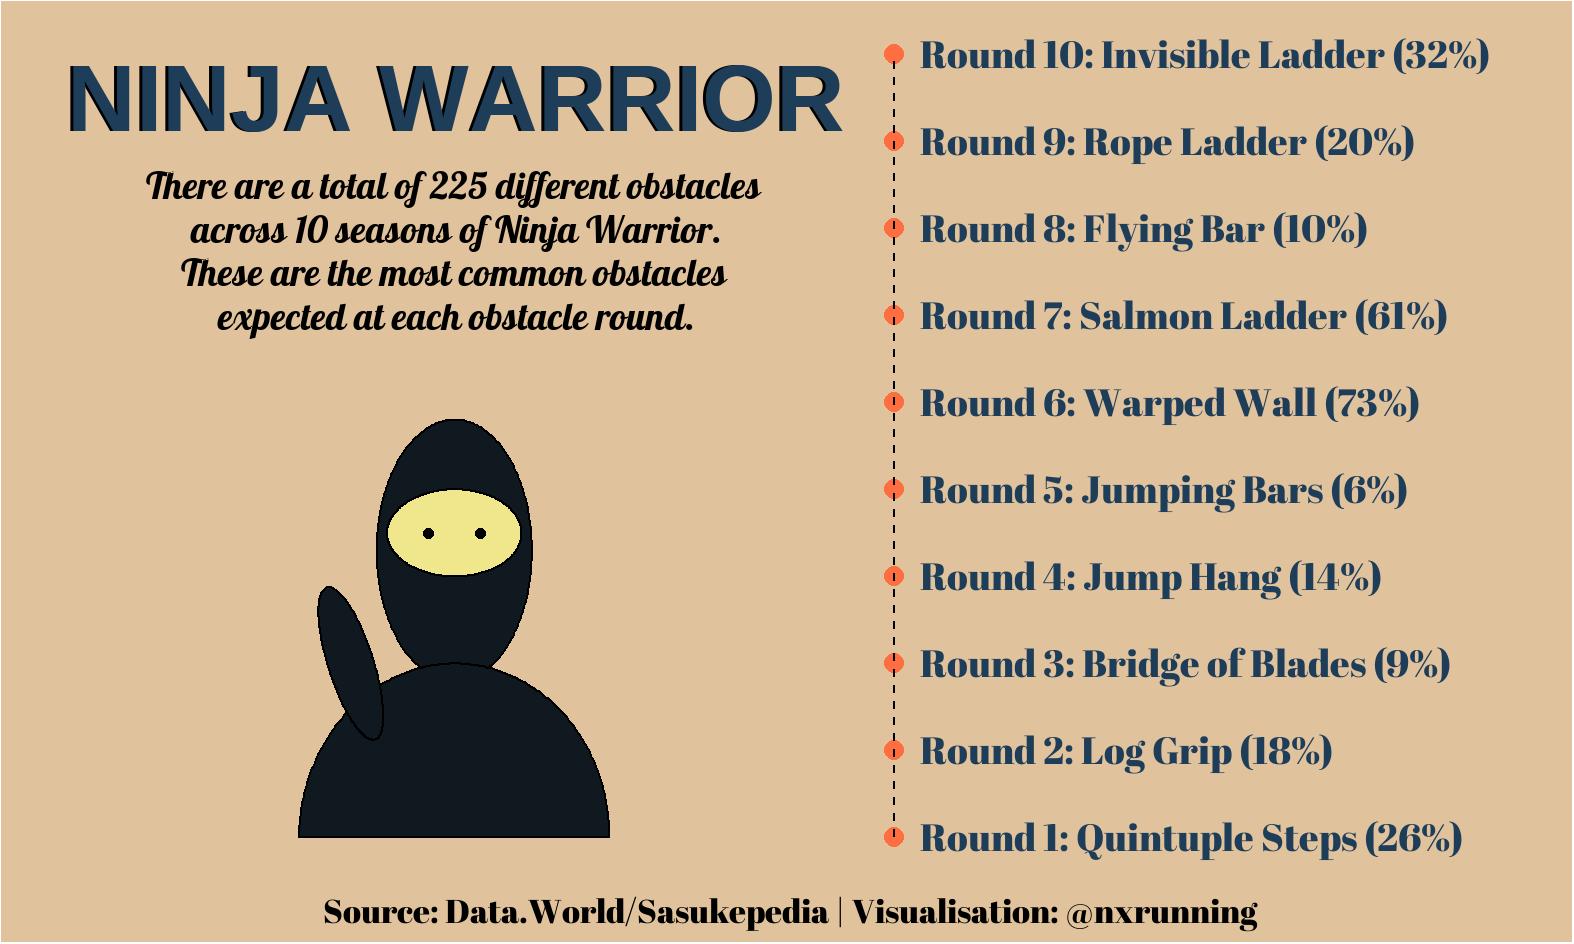 NINJA WARRIOR
There are a total of 225 different obstacles
across 10 seasons of Ninja Warrior.
These are the most common obstacles
expected at each obstacle round.
Round 10: Invisible Ladder (32%)
Round 9: Rope Ladder (20%)
Round 8: Flying Bar (10%)
Round 7: Salmon Ladder (61%)
Round 6: Warped Wall (73%)
Round 5: Jumping Bars (6%)
Round 4: Jump Hang (14%)
Round 3: Bridge of Blades (9%)
Round 2: Log Grip (18%)
Round 1: Quintuple Steps (26%)
Source: Data.World/Sasukepedia | Visualisation: @nxrunning